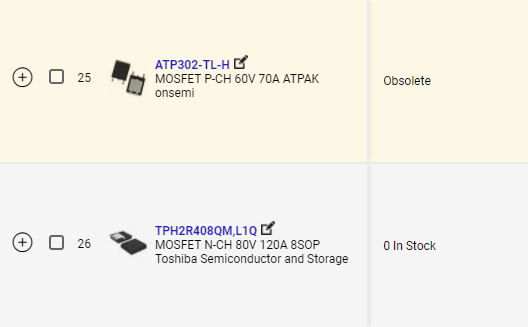 25
ATP302-TL-H
MOSFET P-CH 60V 70A ATPAK
onsemi
Obsolete
26
TPH2R408QM,L1Q
MOSFET N-CH 80V 120A 8SOP
Toshiba Semiconductor and Storage
0 In Stock